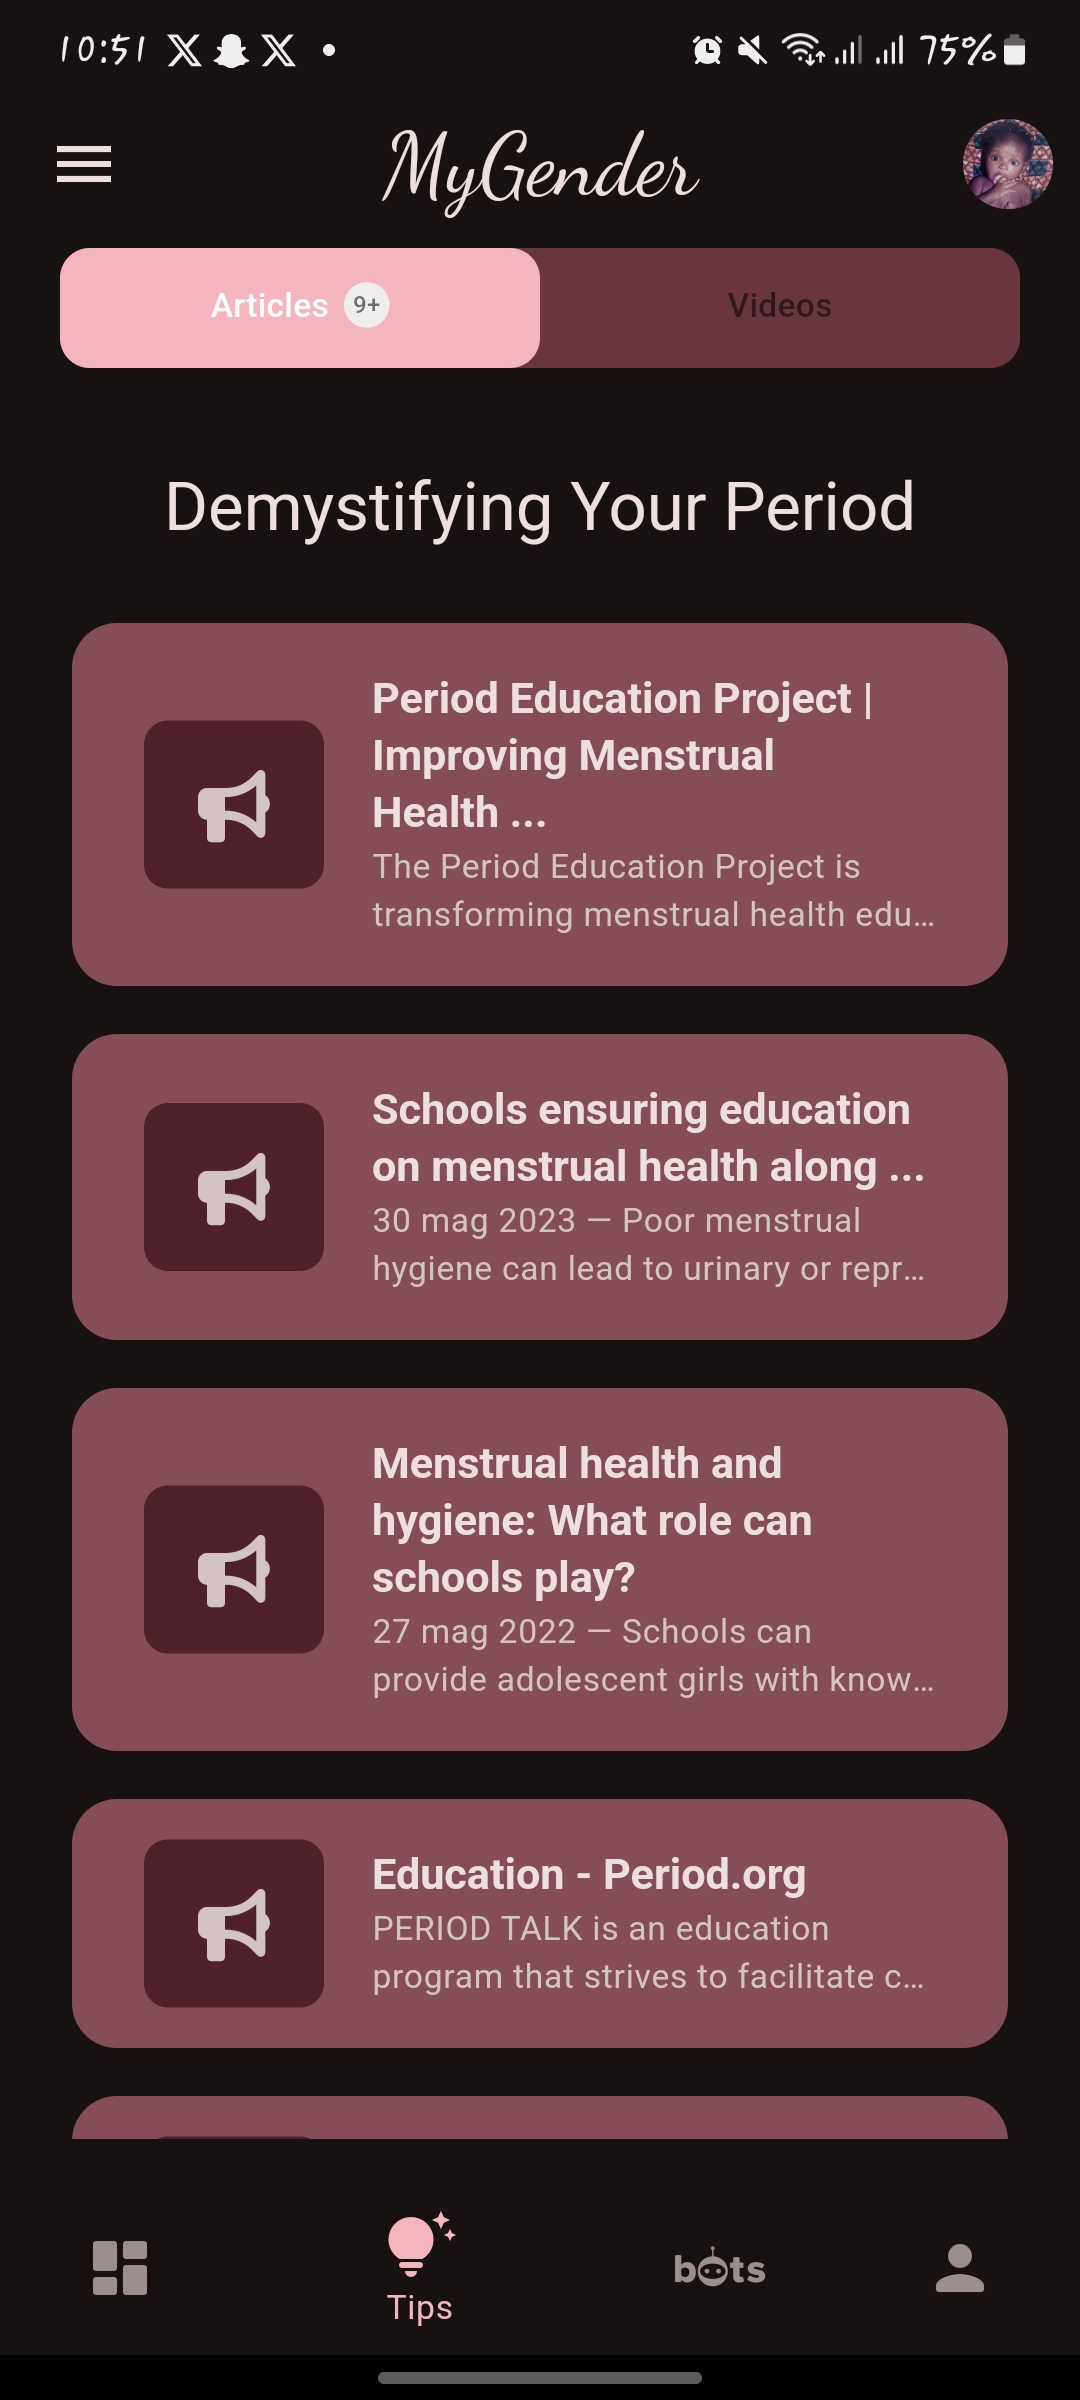 10:51
75%
MyGender
Articles 9+
Videos
Demystifying Your Period
Period Education Project |
Improving Menstrual
Health ...
The Period Education Project is
transforming menstrual health edu...
Schools ensuring education
on menstrual health along ...
30 mag 2023 — Poor menstrual
hygiene can lead to urinary or repr...
Menstrual health and
hygiene: What role can
schools play?
27 mag 2022 — Schools can
provide adolescent girls with know...
Education - Period.org
PERIOD TALK is an education
program that strives to facilitate c...
bots
Tips